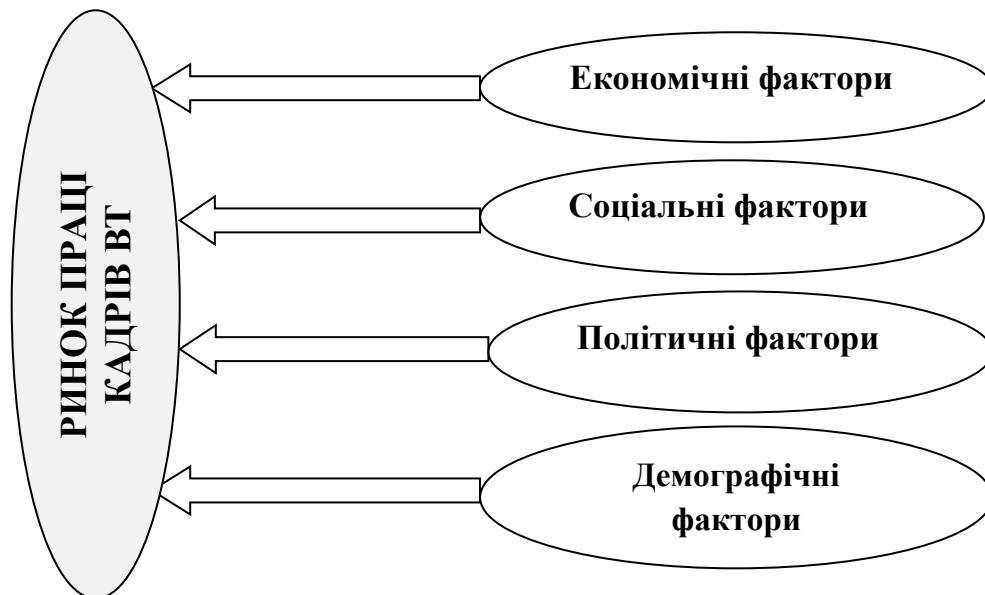 РИНОК ПРАЦІ
КАДРІВ ВТ
Економічні фактори
Соціальні фактори
Політичні фактори
Демографічні
фактори